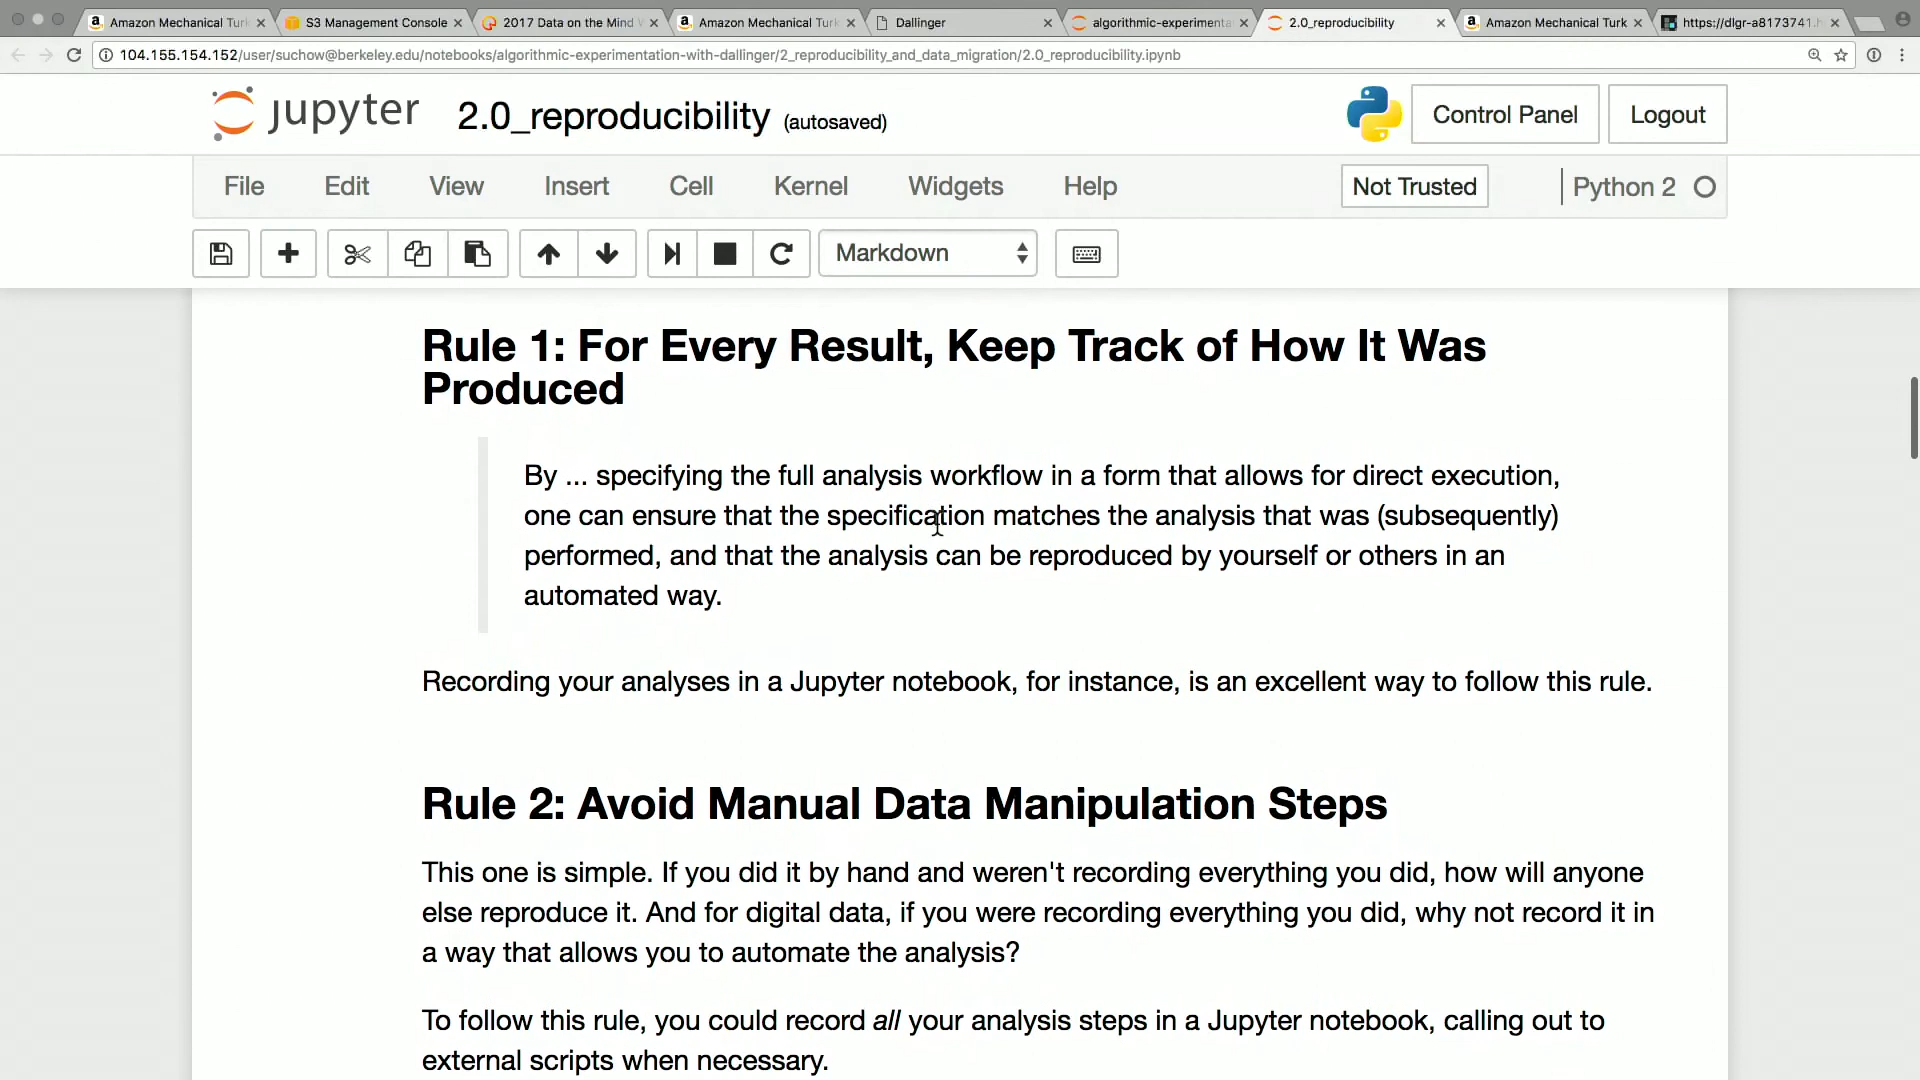 Amazon Mechanical Turk
S3 Management Console
2017 Data on the Mind W
Amazon Mechanical Turk
Dallinger
algorithmic-experimenta
2.0_reproducibility
Amazon Mechanical Turk
https://dlgr-a8173741.h
104.155.154.152/user/suchow@berkeley.edu/notebooks/algorithmic-experimentation-with-dallinger/2_reproducibility_and_data_migration/2.0_reproducibility.ipynb
jupyter 2.0_reproducibility (autosaved) Control Panel Logout
File Edit View Insert Cell Kernel Widgets Help Not Trusted Python 2
Markdown
Rule 1: For Every Result, Keep Track of How It Was
Produced
By ... specifying the full analysis workflow in a form that allows for direct execution,
one can ensure that the specification matches the analysis that was (subsequently)
performed, and that the analysis can be reproduced by yourself or others in an
automated way.
Recording your analyses in a Jupyter notebook, for instance, is an excellent way to follow this rule.
Rule 2: Avoid Manual Data Manipulation Steps
This one is simple. If you did it by hand and weren't recording everything you did, how will anyone
else reproduce it. And for digital data, if you were recording everything you did, why not record it in
a way that allows you to automate the analysis?
To follow this rule, you could record all your analysis steps in a Jupyter notebook, calling out to
external scripts when necessary.